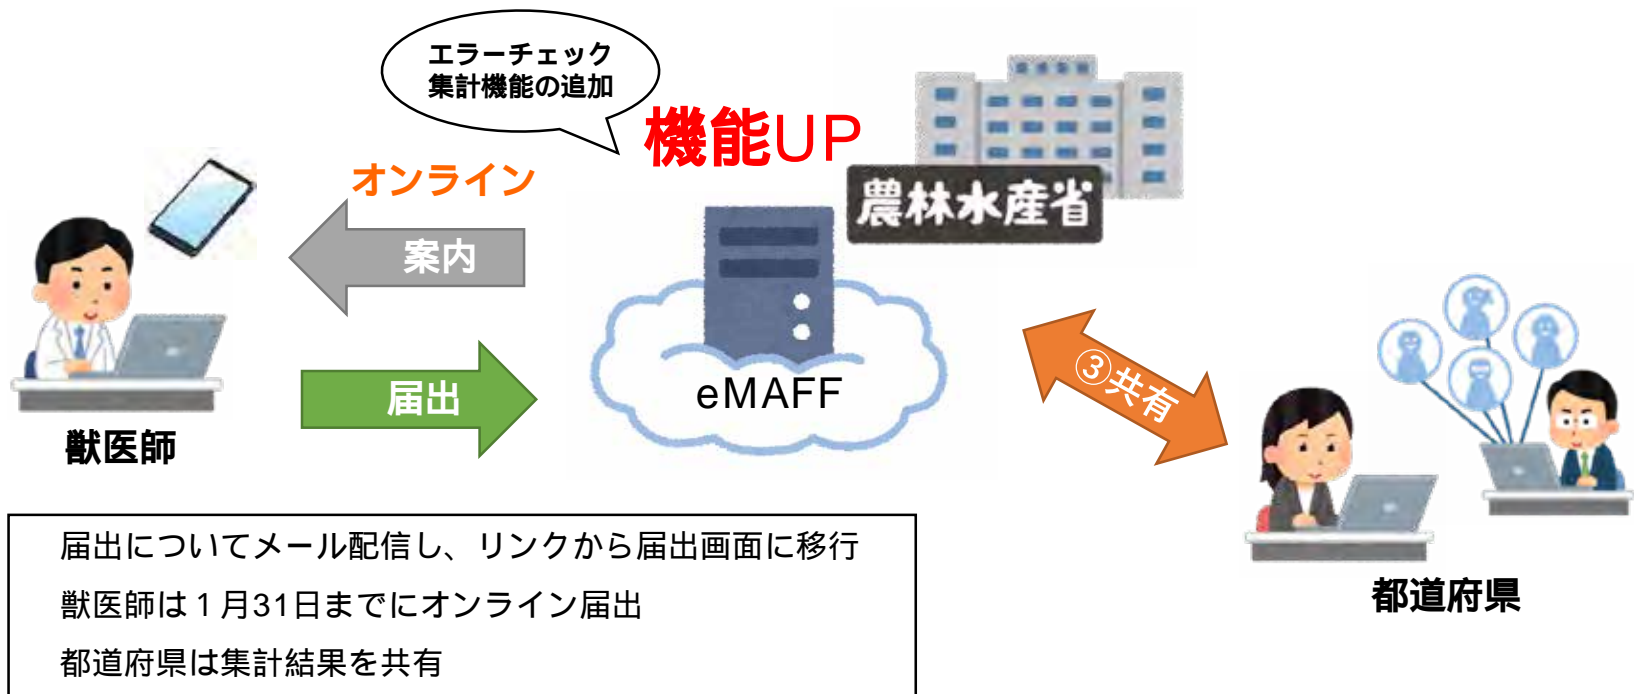 エラーチェック
集計機能の追加
機能UP
農林水産省
オンライン
案内
届出
eMAFF
③共有
獣医師
都道府県
届出についてメール配信し、リンクから届出画面に移行
獣医師は１月31日までにオンライン届出
都道府県は集計結果を共有